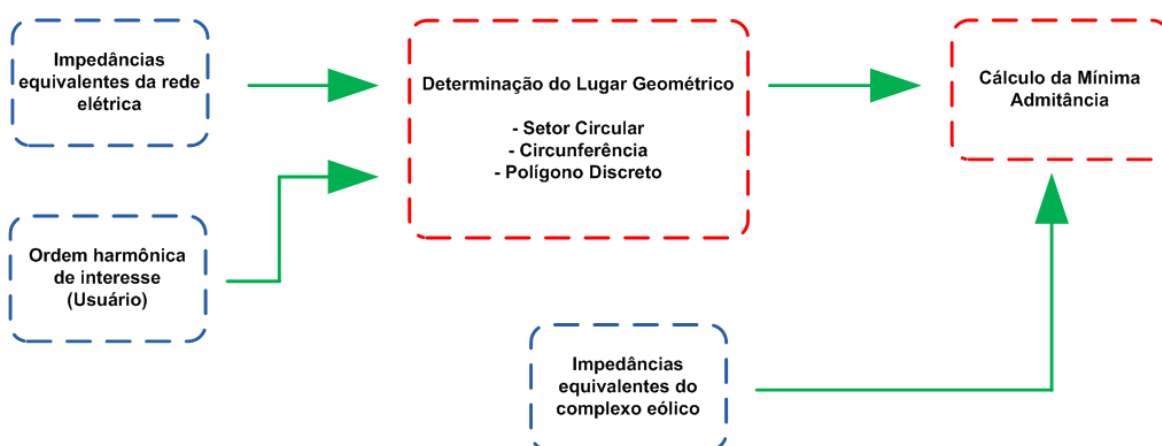 Impedâncias
equivalentes da rede
elétrica
Determinação do Lugar Geométrico
- Setor Circular
- Circunferência
- Polígono Discreto
Cálculo da Mínima
Admitância
Ordem harmônica
de interesse
(Usuário)
Impedâncias
equivalentes do
complexo eólico